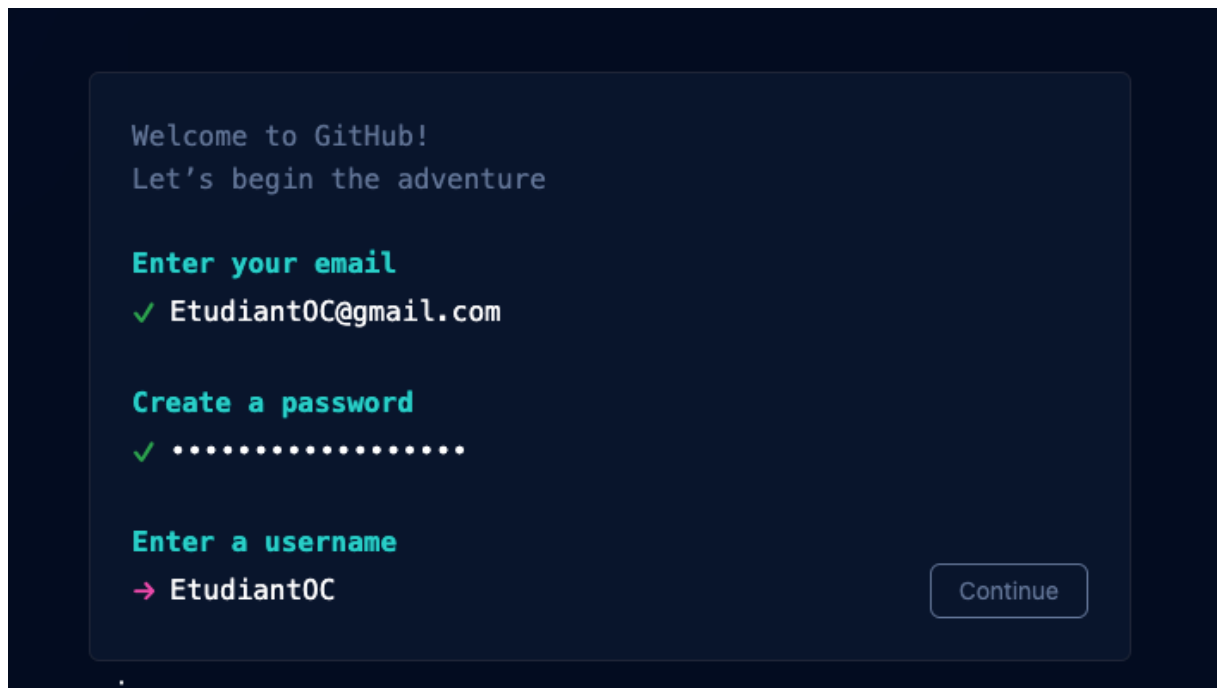 Welcome to GitHub!
Let’s begin the adventure
Enter your email
✓ EtudiantOC@gmail.com
Create a password
✓ ••••••••••••••••••
Enter a username
→ EtudiantOC
Continue